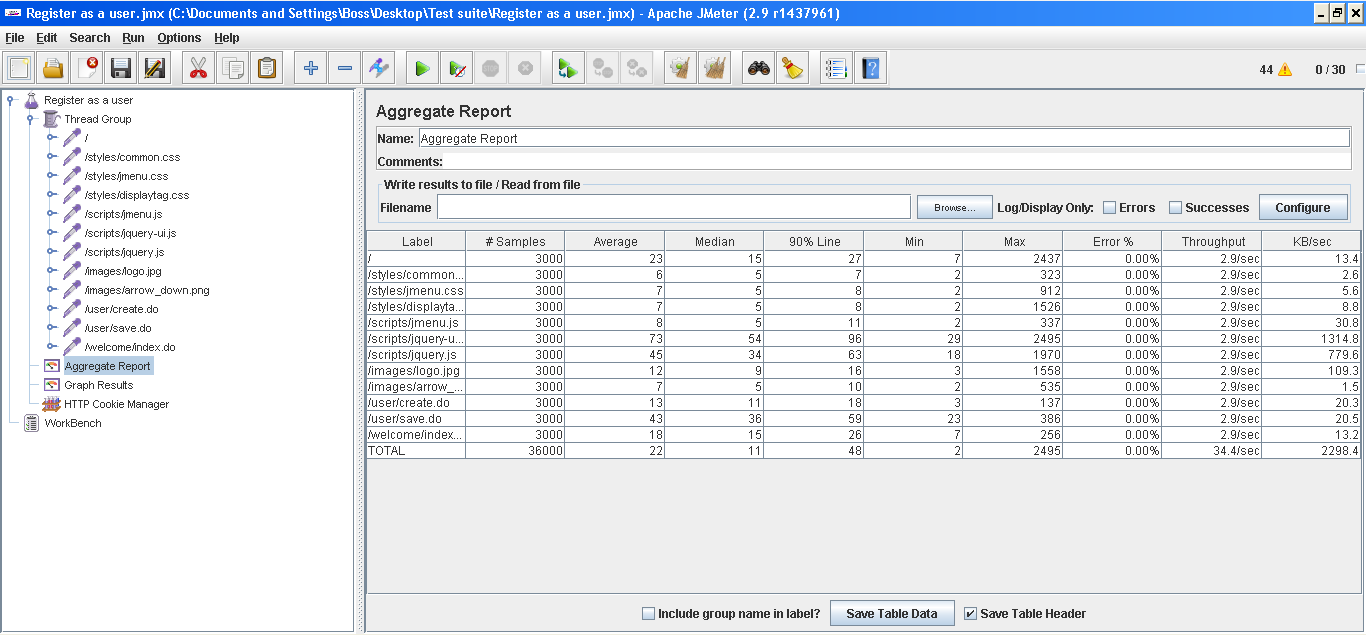 Register as a user.jmx (C:\Documents and Settings\Boss\Desktop\Test suite\Register as a user.jmx) - Apache JMeter (2.9 r1437961)
File Edit Search Run Options Help
44 0 / 30
Register as a user
Thread Group
/
/styles/common.css
/styles/jmenu.css
/styles/displaytag.css
/scripts/jmenu.js
/scripts/jquery-ui.js
/scripts/jquery.js
/images/logo.jpg
/images/arrow_down.png
/user/create.do
/user/save.do
/welcome/index.do
Aggregate Report
Graph Results
HTTP Cookie Manager
WorkBench
Aggregate Report
Name: Aggregate Report
Comments:
Write results to file / Read from file
Filename Browse... Log/Display Only: Errors Successes Configure
Label # Samples Average Median 90% Line Min Max Error % Throughput KB/sec
/ 3000 23 15 27 7 2437 0.00% 2.9/sec 13.4
/styles/common... 3000 6 5 7 2 323 0.00% 2.9/sec 2.6
/styles/jmenu.css 3000 7 5 8 2 912 0.00% 2.9/sec 5.6
/styles/displayta... 3000 7 5 8 2 1526 0.00% 2.9/sec 8.8
/scripts/jmenu.js 3000 8 5 11 2 337 0.00% 2.9/sec 30.8
/scripts/jquery-u... 3000 73 54 96 29 2495 0.00% 2.9/sec 1314.8
/scripts/jquery.js 3000 45 34 63 18 1970 0.00% 2.9/sec 779.6
/images/logo.jpg 3000 12 9 16 3 1558 0.00% 2.9/sec 109.3
/images/arrow_... 3000 7 5 10 2 535 0.00% 2.9/sec 1.5
/user/create.do 3000 13 11 18 3 137 0.00% 2.9/sec 20.3
/user/save.do 3000 43 36 59 23 386 0.00% 2.9/sec 20.5
/welcome/index... 3000 18 15 26 7 256 0.00% 2.9/sec 13.2
TOTAL 36000 22 11 48 2 2495 0.00% 34.4/sec 2298.4
Include group name in label? Save Table Data Save Table Header